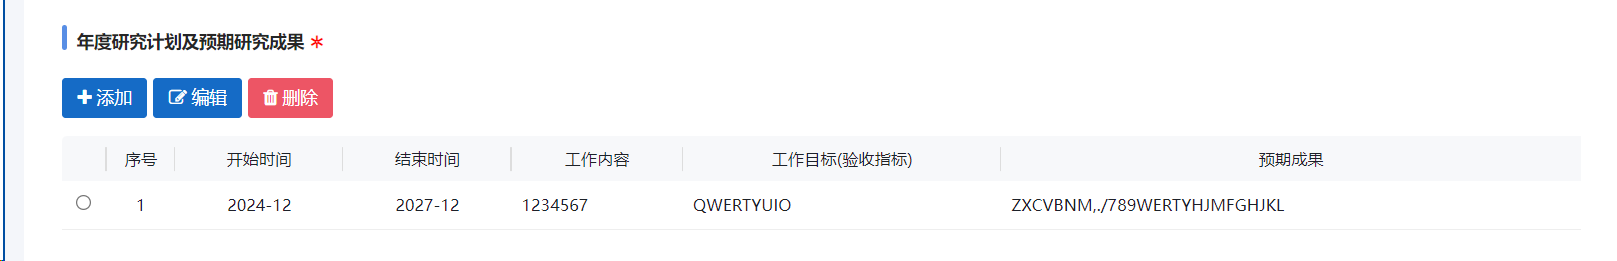 年度研究计划及预期研究成果 *
添加 编辑 删除
序号 开始时间 结束时间 工作内容 工作目标(验收指标) 预期成果
1 2024-12 2027-12 1234567 QWERTYUIO ZXCVBNM,./789WERTYHJMFGHJKL